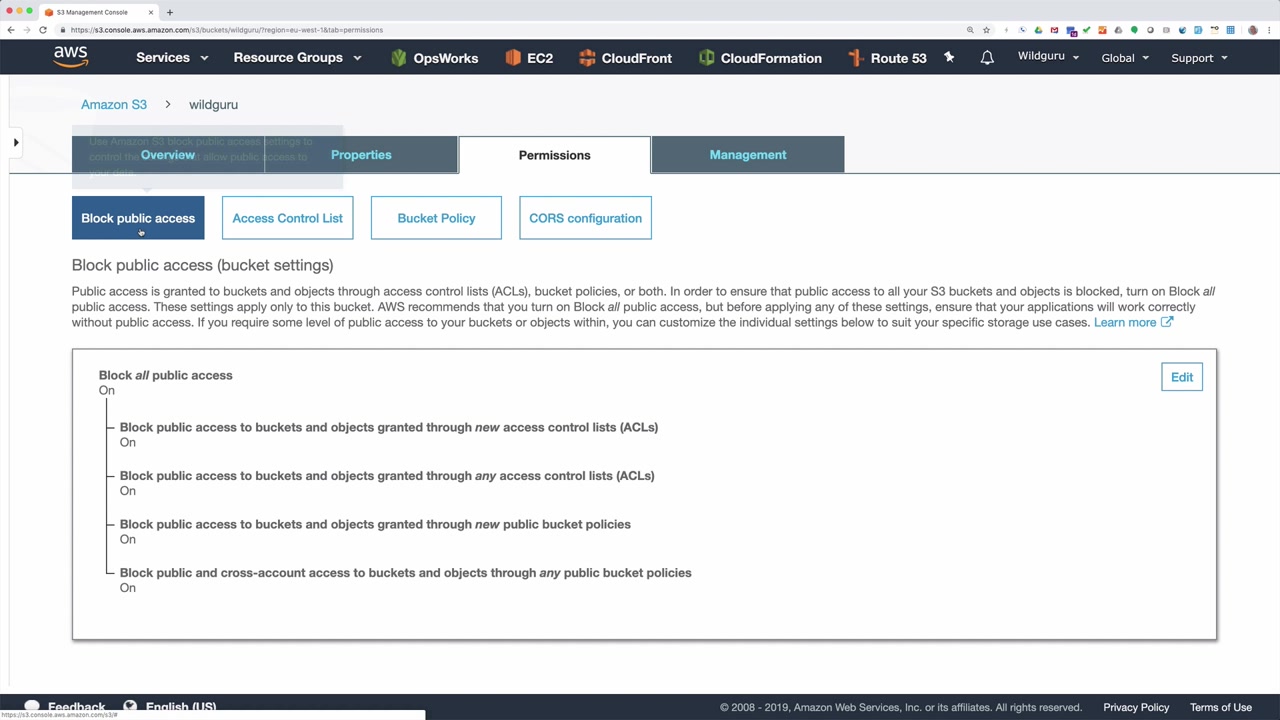 S3 Management Console
https://s3.console.aws.amazon.com/s3/buckets/wildguru/?region=eu-west-1&tab=permissions
aws
Services
Resource Groups
OpsWorks
EC2
CloudFront
CloudFormation
Route 53
Wildguru
Global
Support
Amazon S3
wildguru
Use Amazon S3 block public access settings to
control the settings that allow public access to
your data.
Overview
Properties
Permissions
Management
Block public access
Access Control List
Bucket Policy
CORS configuration
Block public access (bucket settings)
Public access is granted to buckets and objects through access control lists (ACLs), bucket policies, or both. In order to ensure that public access to all your S3 buckets and objects is blocked, turn on Block all
public access. These settings apply only to this bucket. AWS recommends that you turn on Block all public access, but before applying any of these settings, ensure that your applications will work correctly
without public access. If you require some level of public access to your buckets or objects within, you can customize the individual settings below to suit your specific storage use cases. Learn more
Block all public access
On
Edit
Block public access to buckets and objects granted through new access control lists (ACLs)
On
Block public access to buckets and objects granted through any access control lists (ACLs)
On
Block public access to buckets and objects granted through new public bucket policies
On
Block public and cross-account access to buckets and objects through any public bucket policies
On
Feedback
English (US)
© 2008 - 2019, Amazon Web Services, Inc. or its affiliates. All rights reserved.
Privacy Policy
Terms of Use
https://s3.console.aws.amazon.com/s3/#